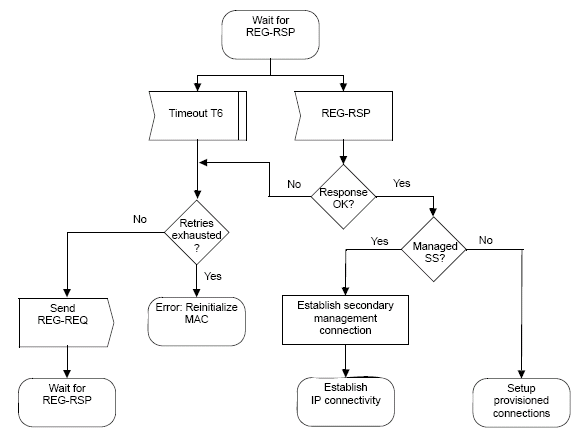 Wait for
REG-RSP
Timeout T6
REG-RSP
No
Response
OK?
Yes
No
Retries
exhausted
?
Yes
Yes
Managed
SS?
No
Send
REG-REQ
Error: Reinitialize
MAC
Establish secondary
management
connection
Wait for
REG-RSP
Establish
IP connectivity
Setup
provisioned
connections